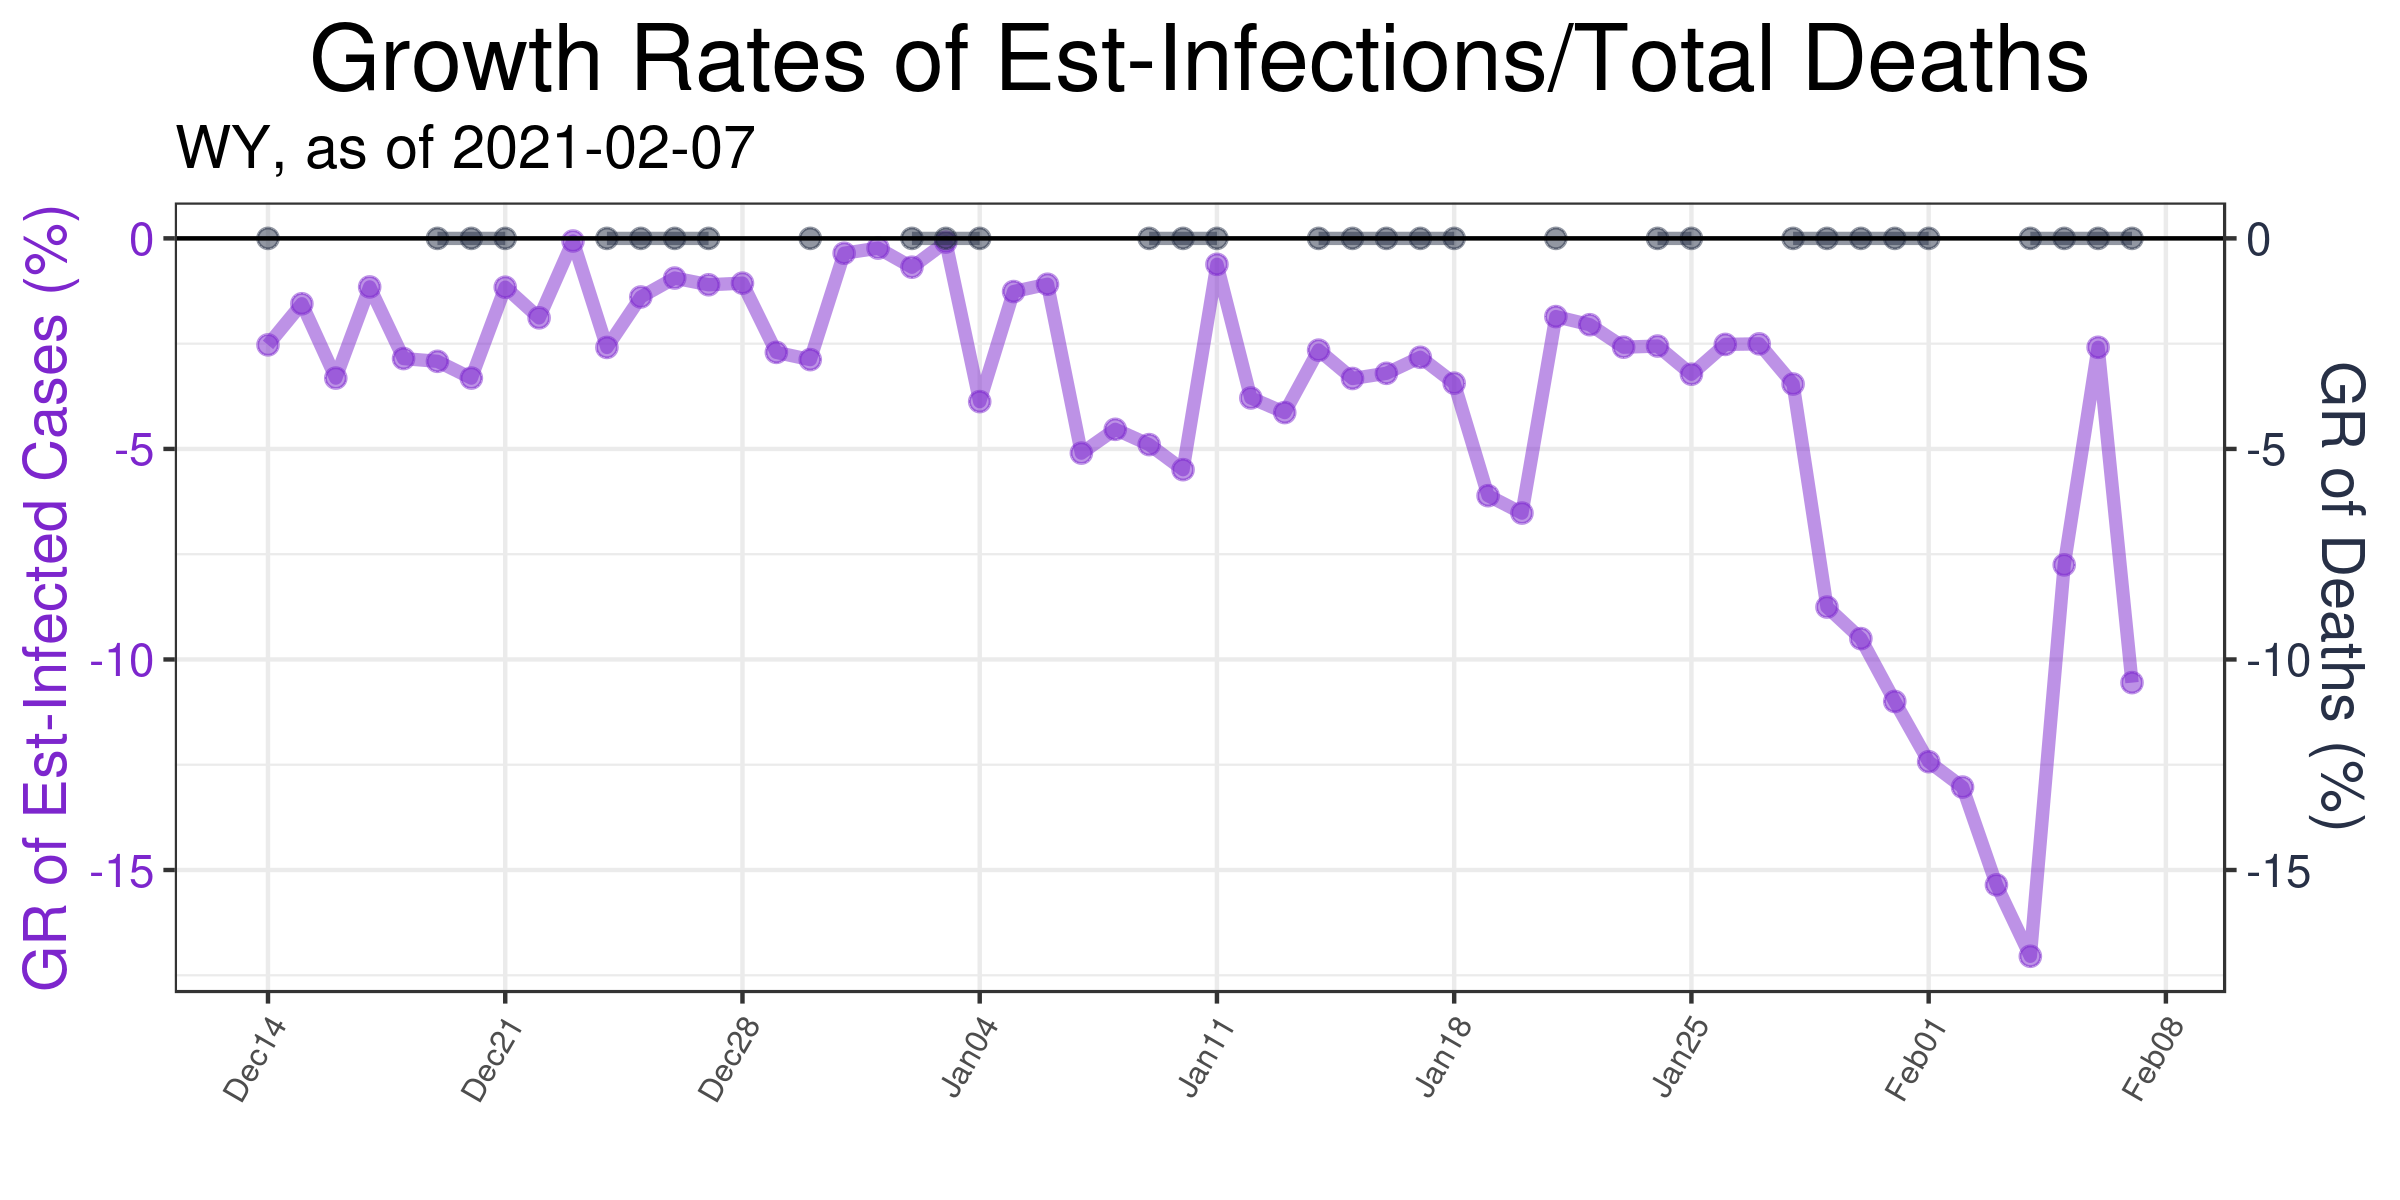 Growth Rates of Est-Infections/Total Deaths
WY, as of 2021-02-07
GR of Est-Infected Cases (%)
0
-5
-10
-15
0
-5
-10
-15
GR of Deaths (%)
Dec14
Dec21
Dec28
Jan04
Jan11
Jan18
Jan25
Feb01
Feb08